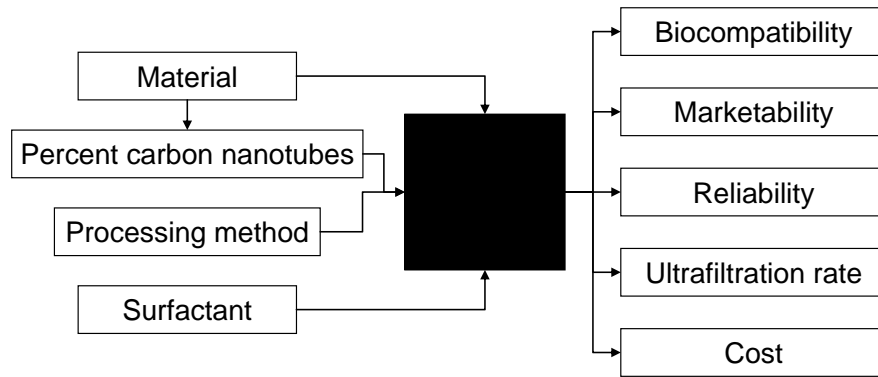 Material
Percent carbon nanotubes
Processing method
Surfactant
Biocompatibility
Marketability
Reliability
Ultrafiltration rate
Cost